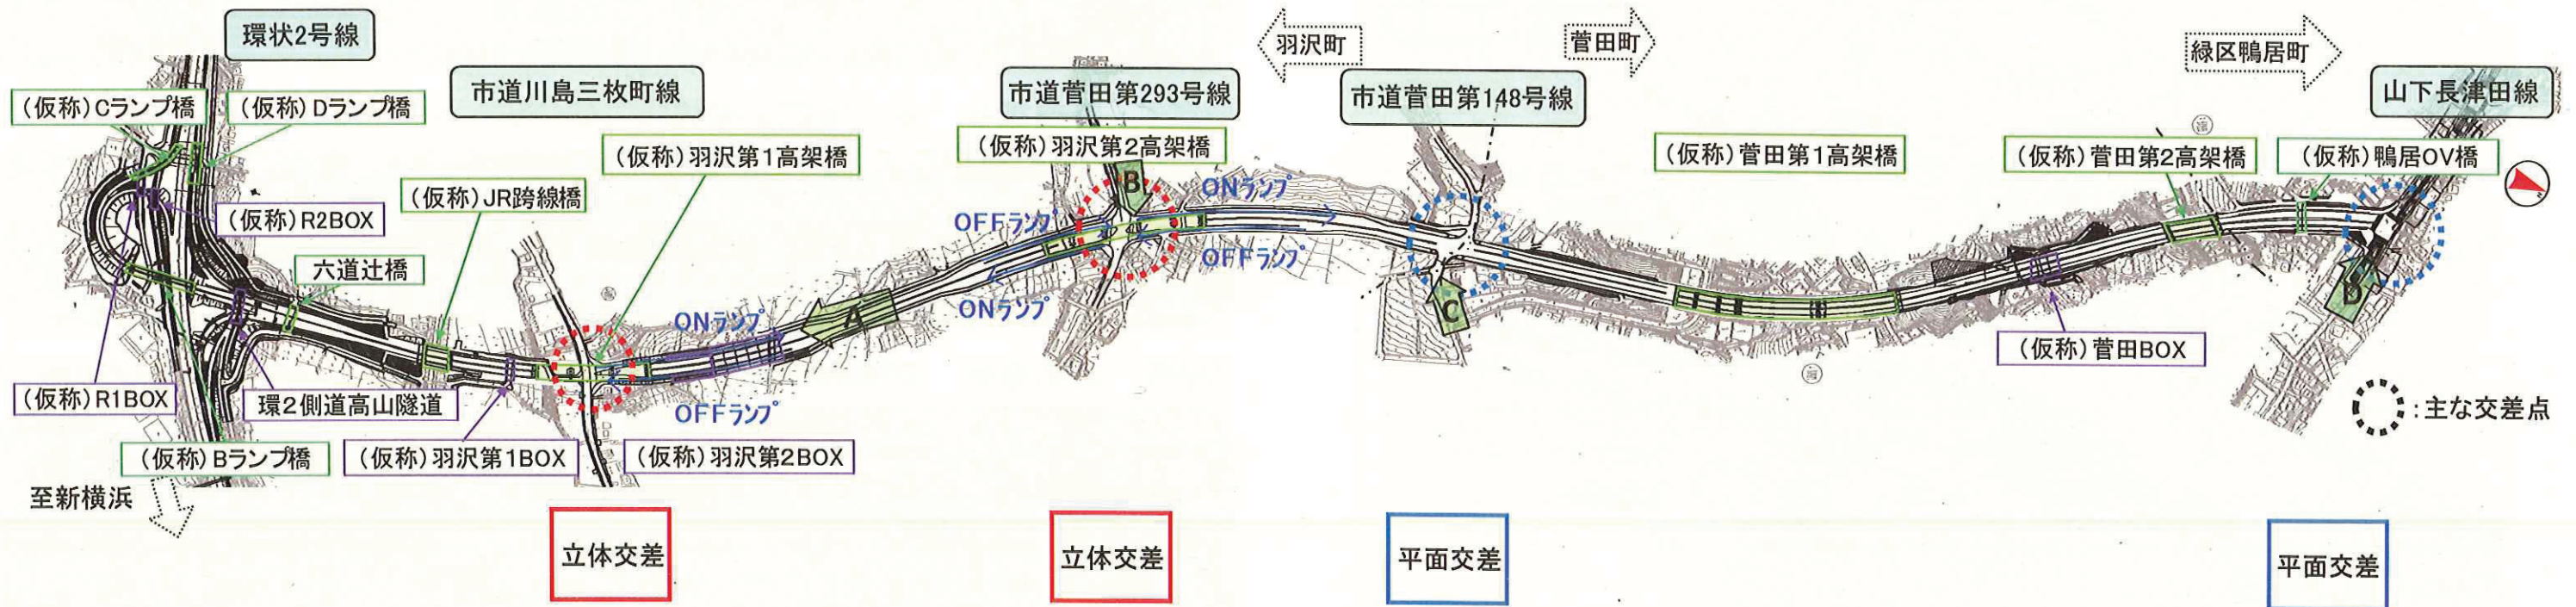 環状2号線
羽沢町
菅田町
緑区鴨居町
市道川島三枚町線
市道菅田第293号線
市道菅田第148号線
山下長津田線
(仮称)Cランプ橋
(仮称)Dランプ橋
(仮称)羽沢第1高架橋
(仮称)羽沢第2高架橋
(仮称)菅田第1高架橋
(仮称)菅田第2高架橋
(仮称)鴨居OV橋
(仮称)JR跨線橋
(仮称)R2BOX
六道辻橋
B
ONランプ
OFFランプ
OFFランプ
ONランプ
ONランプ
A
C
D
(仮称)菅田BOX
(仮称)R1BOX
環2側道高山隧道
OFFランプ
:主な交差点
(仮称)Bランプ橋
(仮称)羽沢第1BOX
(仮称)羽沢第2BOX
至新横浜
立体交差
立体交差
平面交差
平面交差